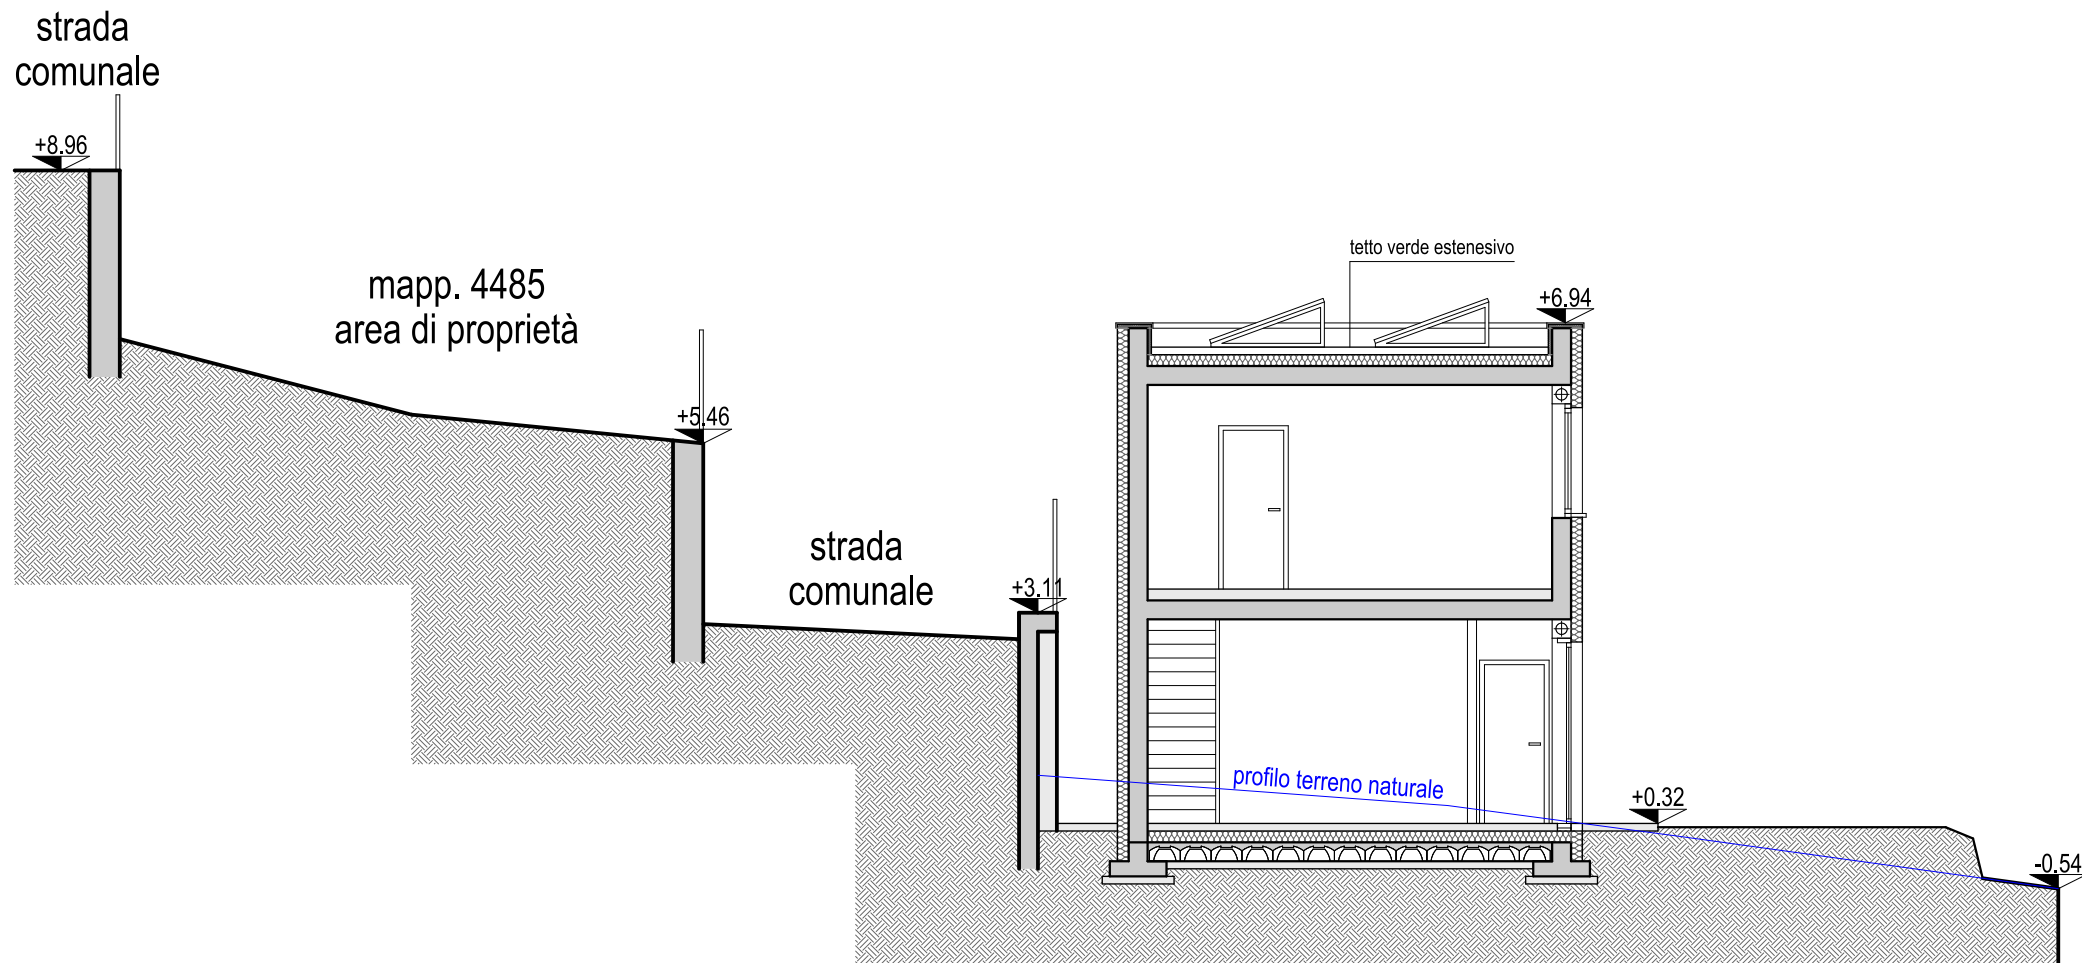 strada
comunale
+8.96
mapp. 4485
area di proprietà
+5.46
strada
comunale
+3.11
tetto verde estenesivo
+6.94
profilo terreno naturale
+0.32
-0.54